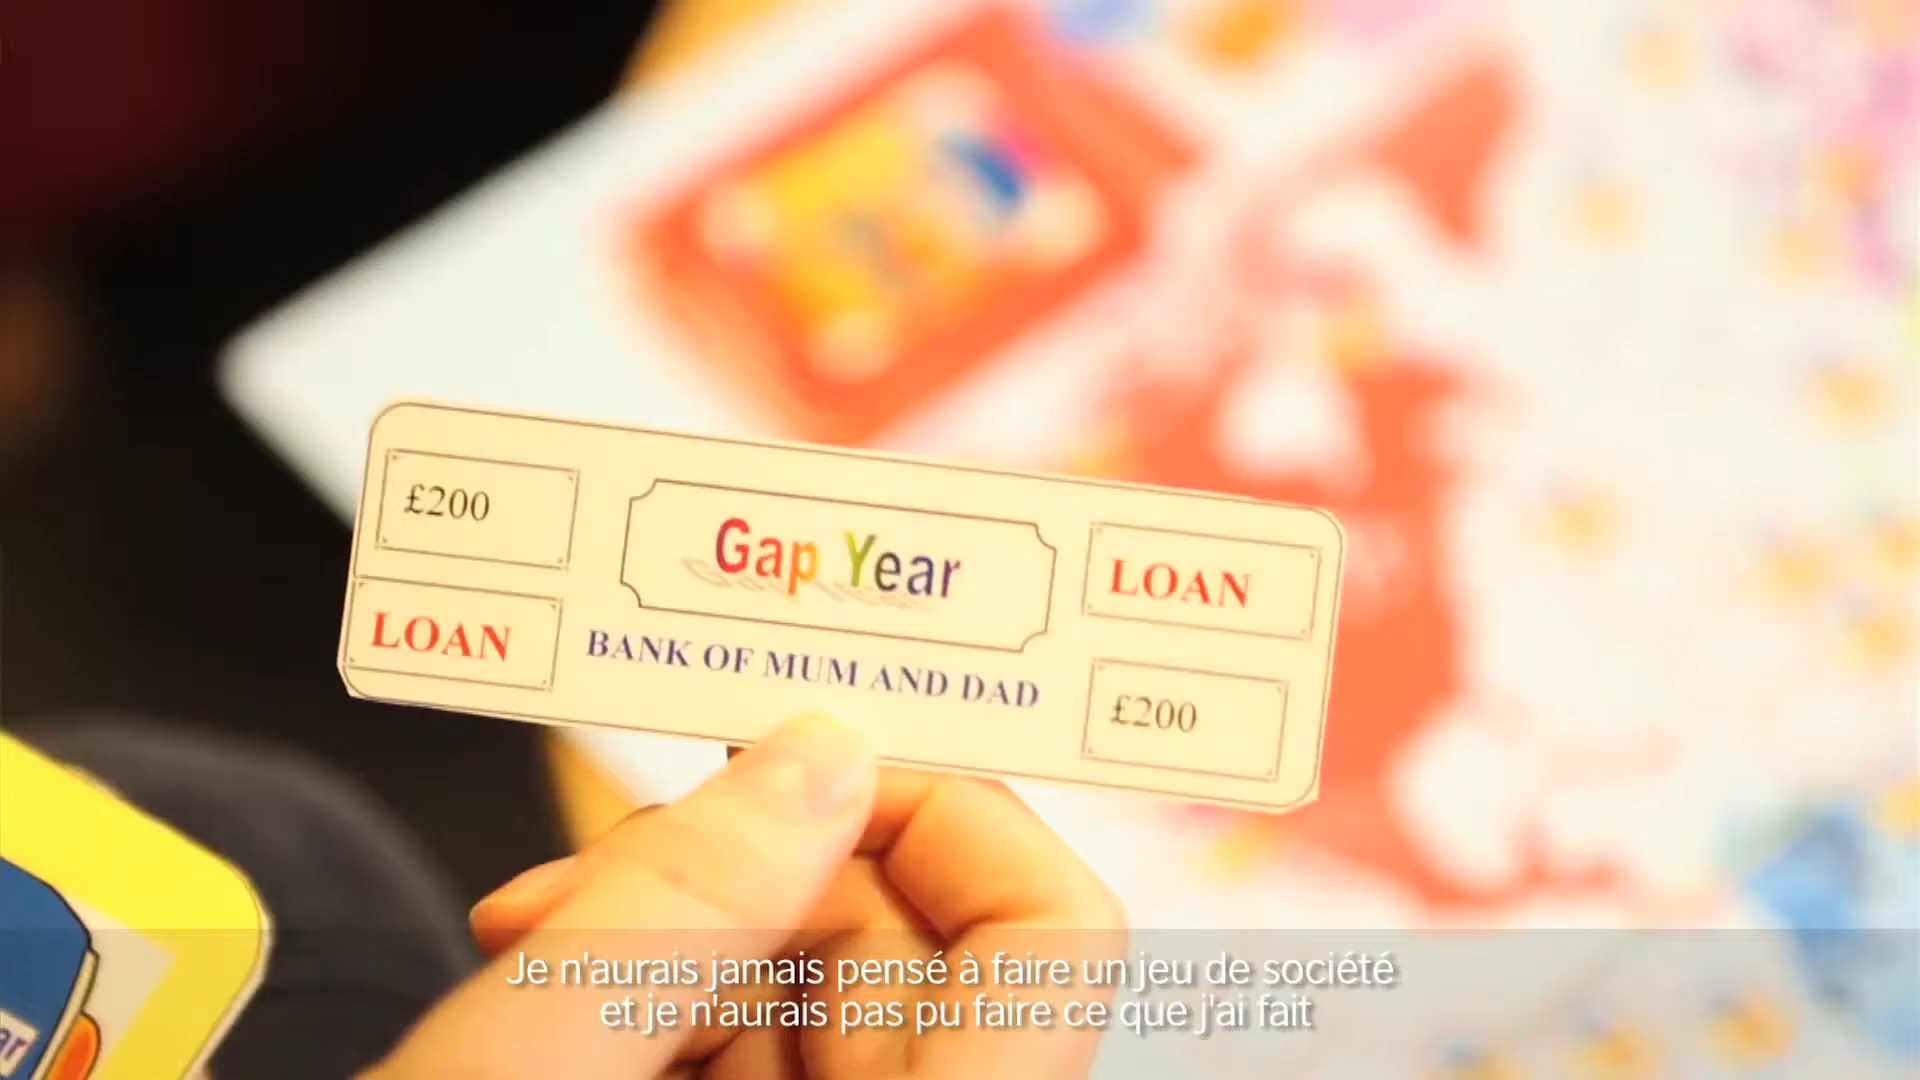 £200
Gap Year
LOAN
LOAN
BANK OF MUM AND DAD
£200
Je n'aurais jamais pensé à faire un jeu de société
et je n'aurais pas pu faire ce que j'ai fait